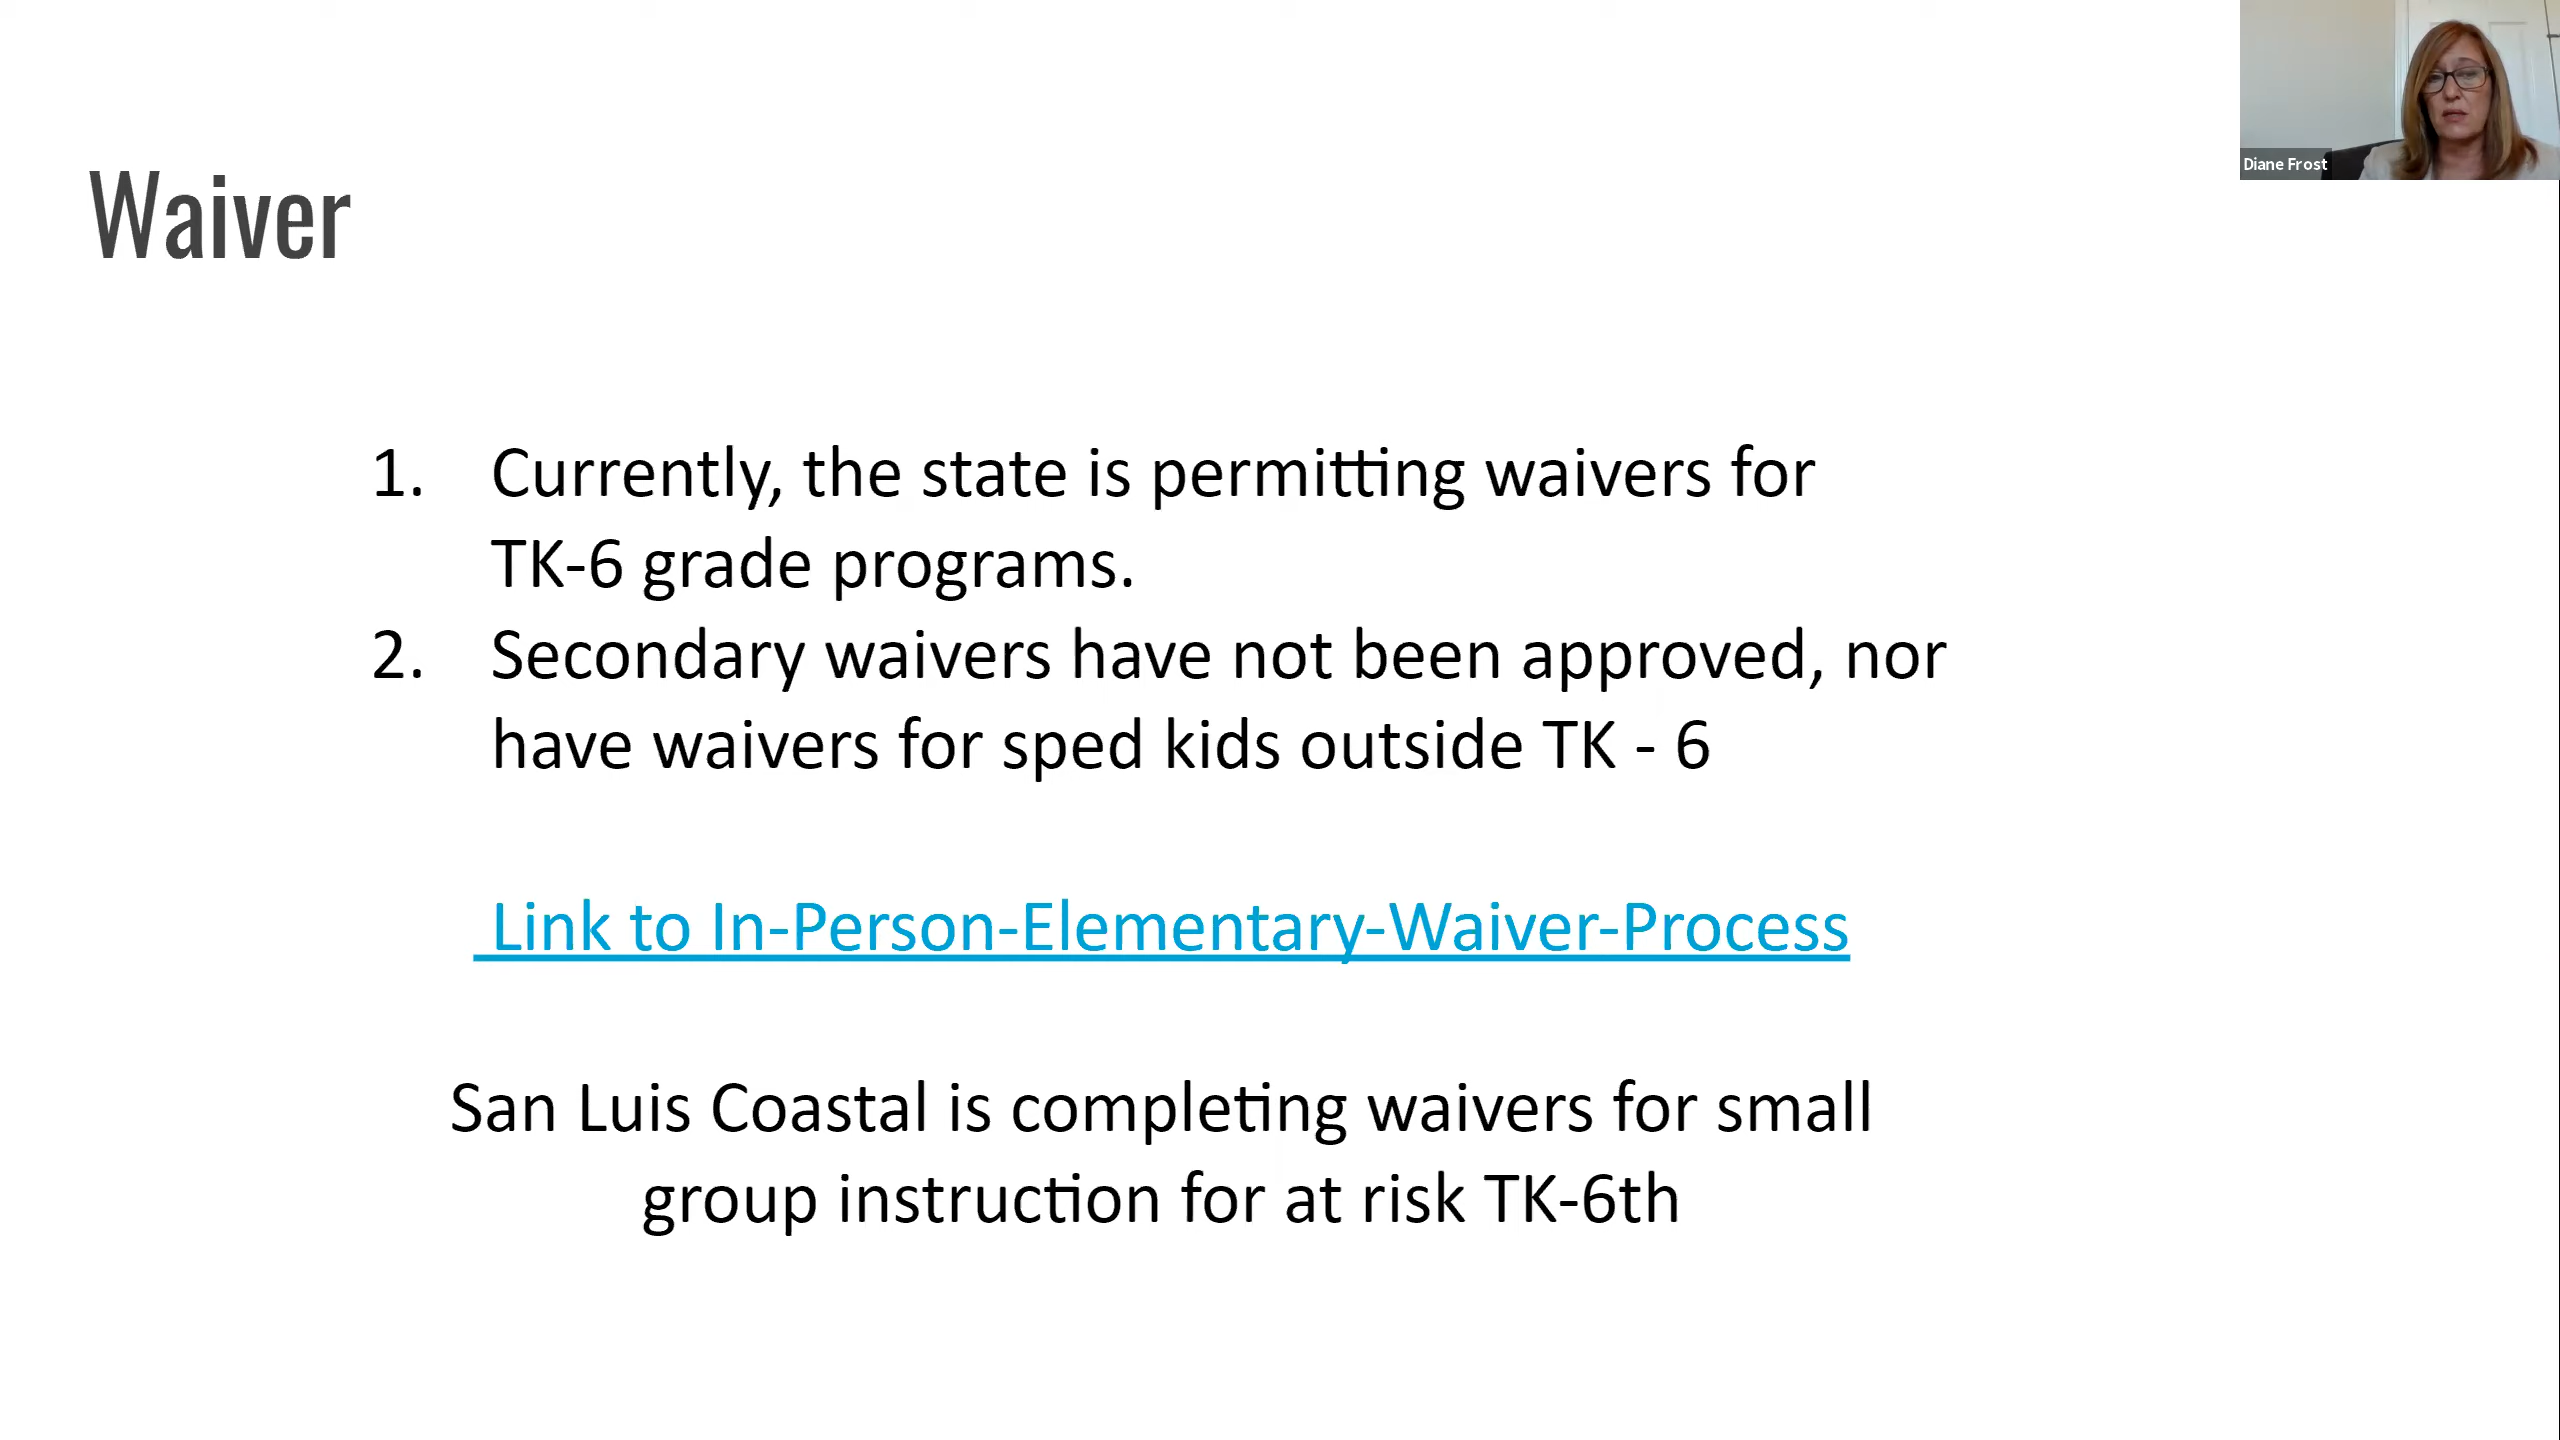 Diane Frost
Waiver
1. Currently, the state is permitting waivers for
TK-6 grade programs.
2. Secondary waivers have not been approved, nor
have waivers for sped kids outside TK - 6
Link to In-Person-Elementary-Waiver-Process
San Luis Coastal is completing waivers for small
group instruction for at risk TK-6th